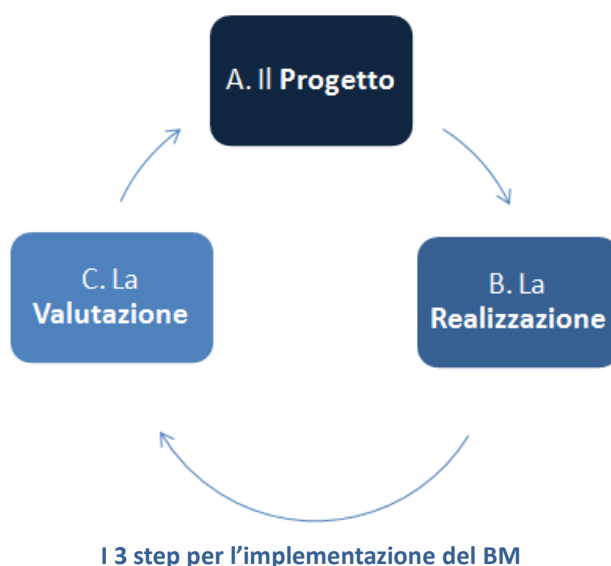 A. Il Progetto
C. La
Valutazione
B. La
Realizzazione
I 3 step per l’implementazione del BM